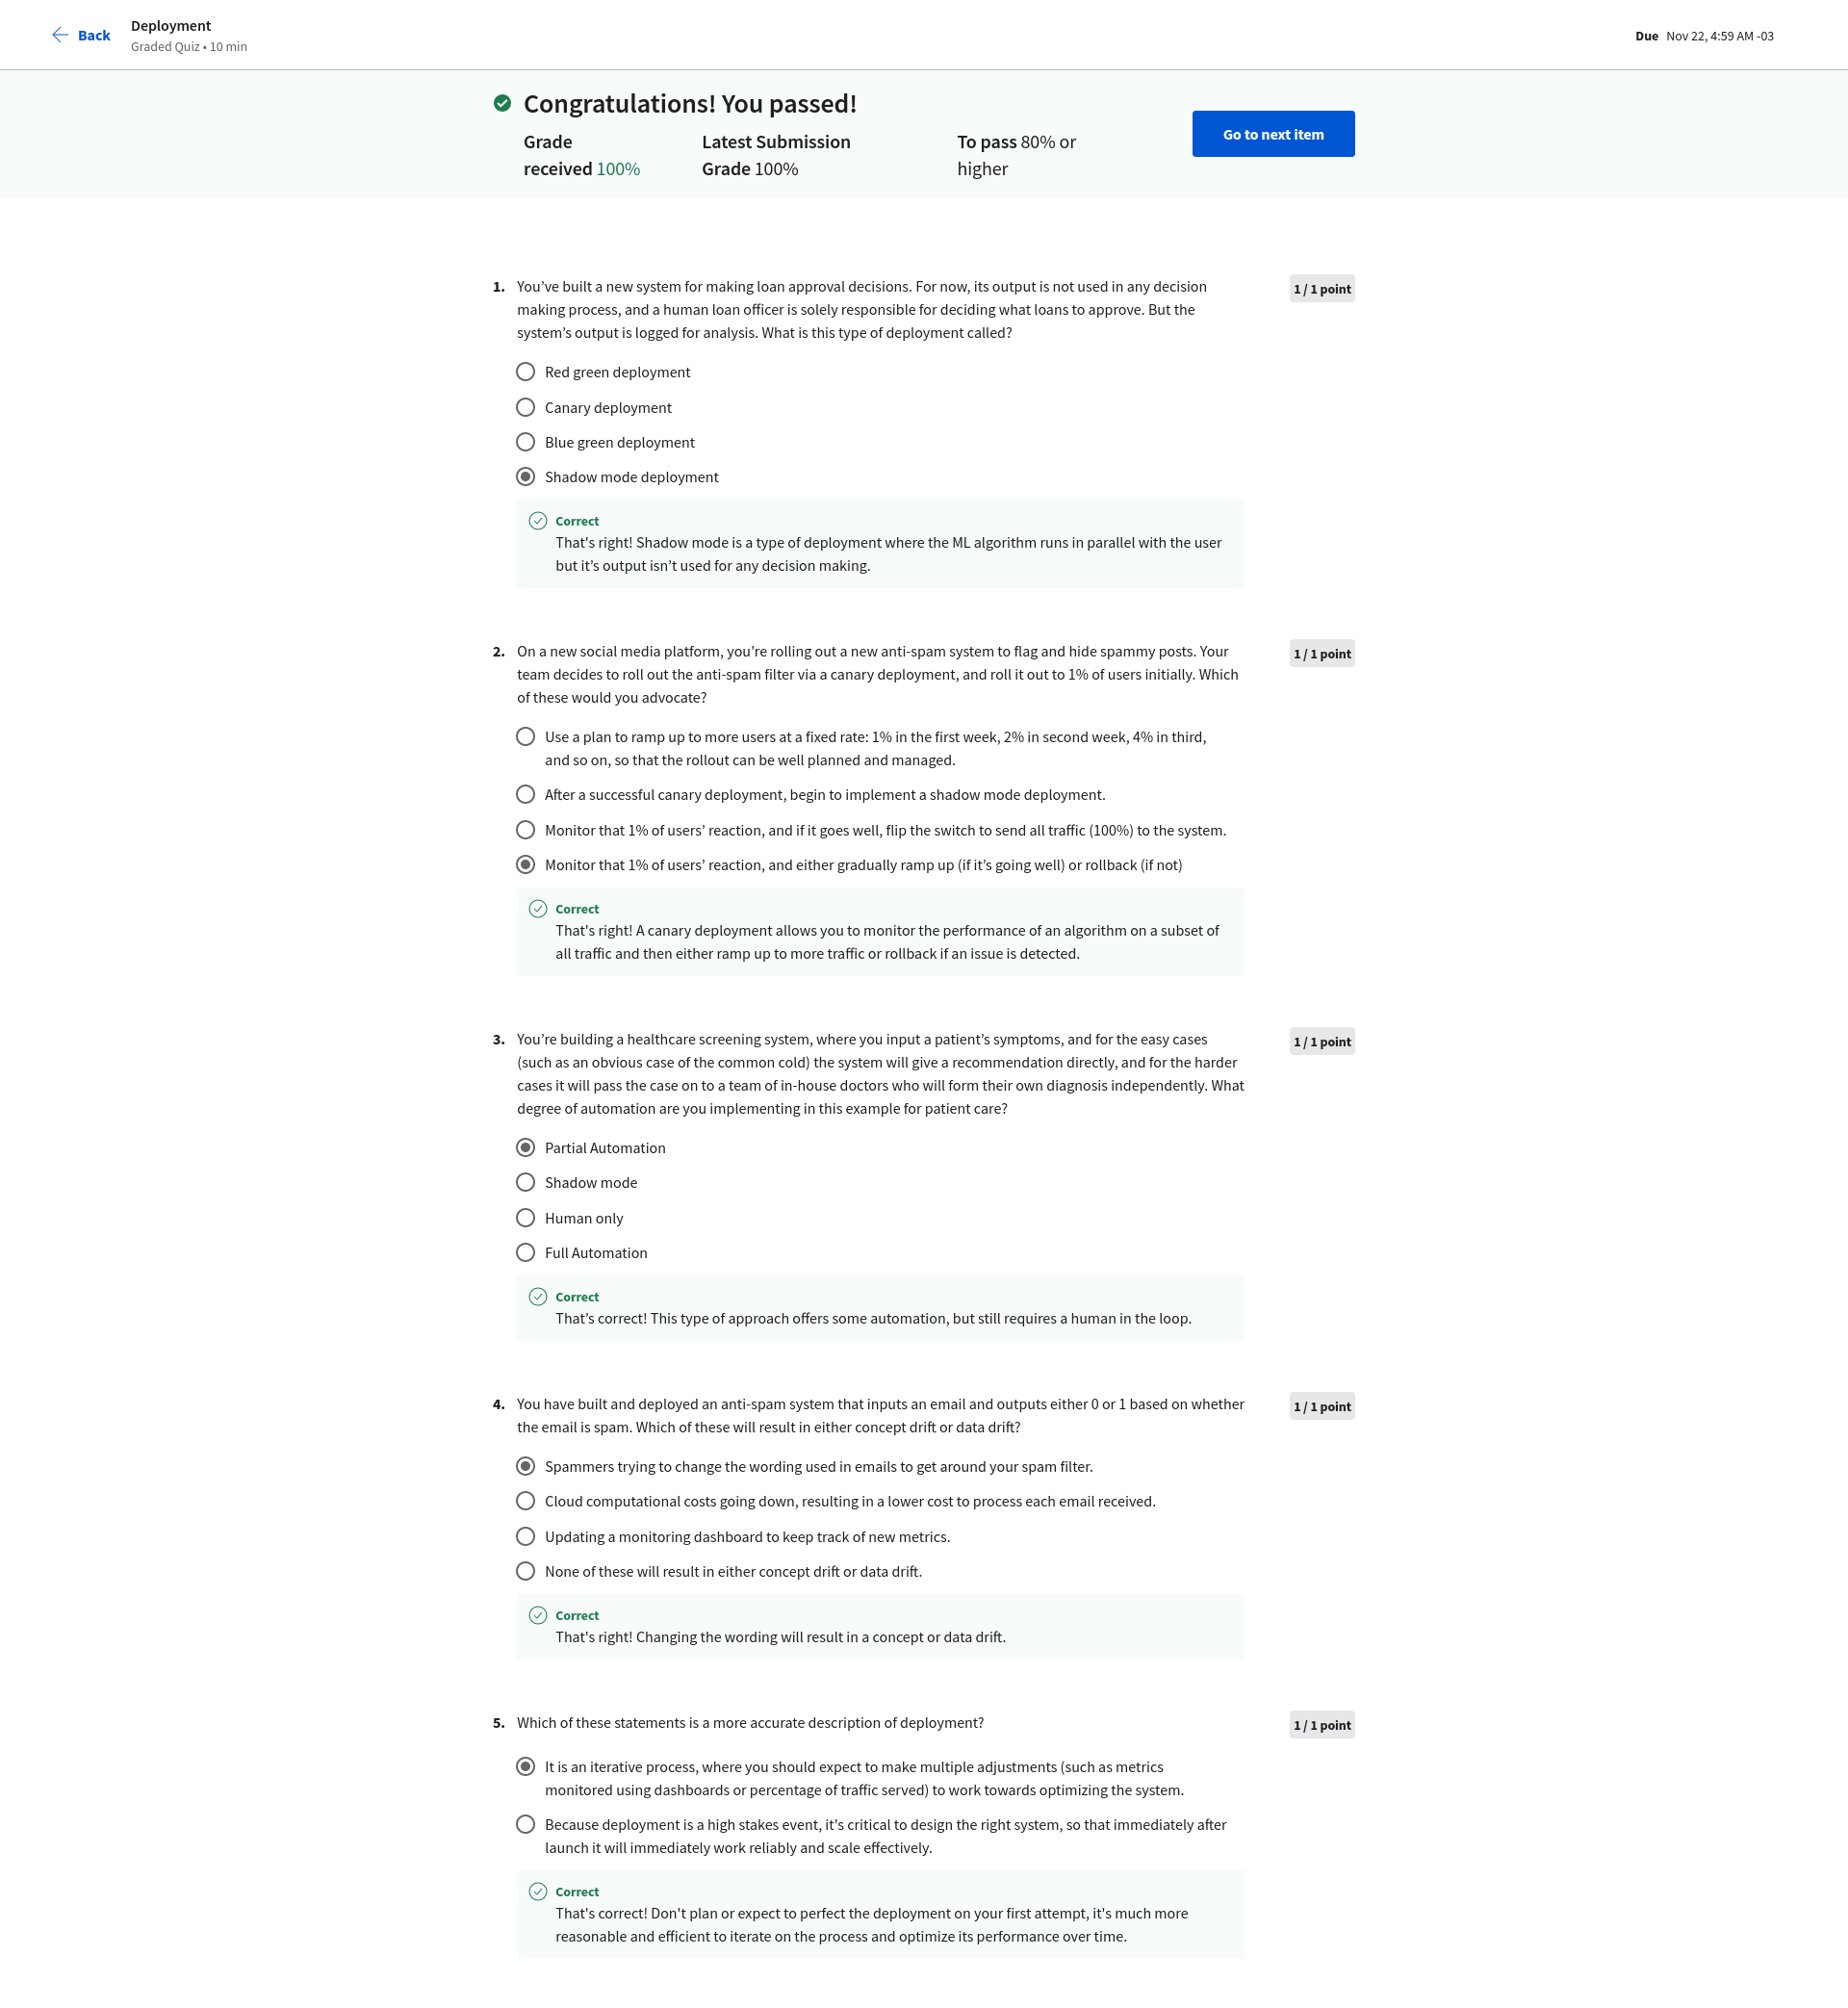 Back
Deployment
Graded Quiz • 10 min
Due Nov 22, 4:59 AM -03
Congratulations! You passed!
Grade
received 100%
Latest Submission
Grade 100%
To pass 80% or
higher
Go to next item
1. You’ve built a new system for making loan approval decisions. For now, its output is not used in any decision
making process, and a human loan officer is solely responsible for deciding what loans to approve. But the
system’s output is logged for analysis. What is this type of deployment called?
1 / 1 point
Red green deployment
Canary deployment
Blue green deployment
Shadow mode deployment
Correct
That's right! Shadow mode is a type of deployment where the ML algorithm runs in parallel with the user
but it’s output isn’t used for any decision making.
2. On a new social media platform, you’re rolling out a new anti-spam system to flag and hide spammy posts. Your
team decides to roll out the anti-spam filter via a canary deployment, and roll it out to 1% of users initially. Which
of these would you advocate?
1 / 1 point
Use a plan to ramp up to more users at a fixed rate: 1% in the first week, 2% in second week, 4% in third,
and so on, so that the rollout can be well planned and managed.
After a successful canary deployment, begin to implement a shadow mode deployment.
Monitor that 1% of users’ reaction, and if it goes well, flip the switch to send all traffic (100%) to the system.
Monitor that 1% of users’ reaction, and either gradually ramp up (if it’s going well) or rollback (if not)
Correct
That's right! A canary deployment allows you to monitor the performance of an algorithm on a subset of
all traffic and then either ramp up to more traffic or rollback if an issue is detected.
3. You’re building a healthcare screening system, where you input a patient’s symptoms, and for the easy cases
(such as an obvious case of the common cold) the system will give a recommendation directly, and for the harder
cases it will pass the case on to a team of in-house doctors who will form their own diagnosis independently. What
degree of automation are you implementing in this example for patient care?
1 / 1 point
Partial Automation
Shadow mode
Human only
Full Automation
Correct
That’s correct! This type of approach offers some automation, but still requires a human in the loop.
4. You have built and deployed an anti-spam system that inputs an email and outputs either 0 or 1 based on whether
the email is spam. Which of these will result in either concept drift or data drift?
1 / 1 point
Spammers trying to change the wording used in emails to get around your spam filter.
Cloud computational costs going down, resulting in a lower cost to process each email received.
Updating a monitoring dashboard to keep track of new metrics.
None of these will result in either concept drift or data drift.
Correct
That's right! Changing the wording will result in a concept or data drift.
5. Which of these statements is a more accurate description of deployment?
1 / 1 point
It is an iterative process, where you should expect to make multiple adjustments (such as metrics
monitored using dashboards or percentage of traffic served) to work towards optimizing the system.
Because deployment is a high stakes event, it's critical to design the right system, so that immediately after
launch it will immediately work reliably and scale effectively.
Correct
That's correct! Don't plan or expect to perfect the deployment on your first attempt, it's much more
reasonable and efficient to iterate on the process and optimize its performance over time.